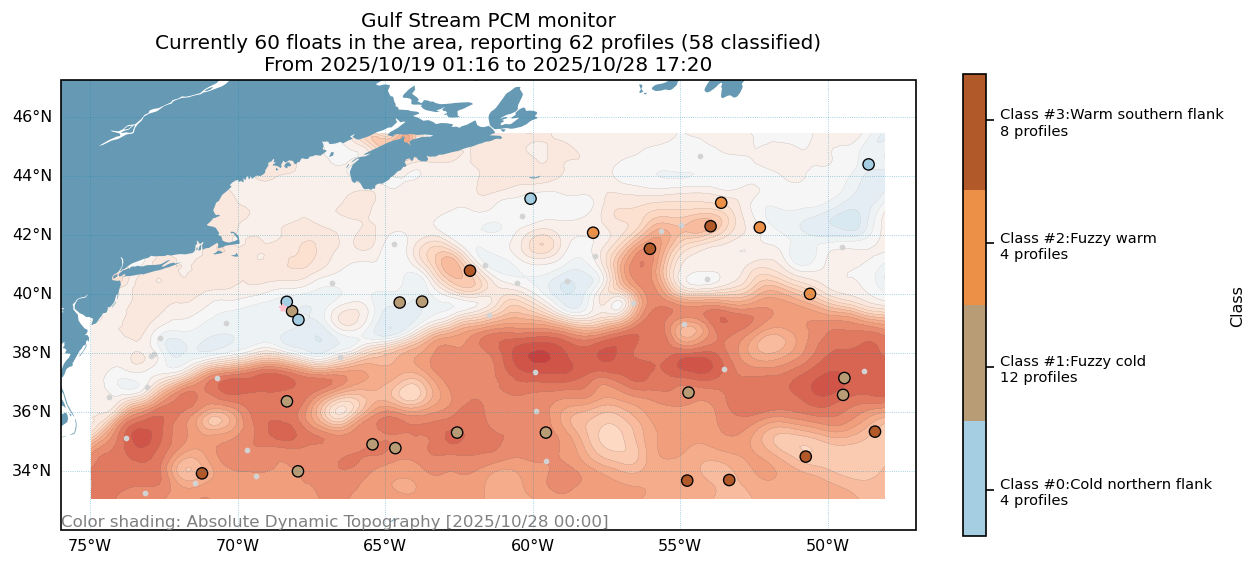 Gulf Stream PCM monitor
Currently 60 floats in the area, reporting 62 profiles (58 classified)
From 2025/10/19 01:16 to 2025/10/28 17:20
46°N
44°N
42°N
40°N
38°N
36°N
34°N
Color shading: Absolute Dynamic Topography [2025/10/28 00:00]
75°W
70°W
65°W
60°W
55°W
50°W
Class #3:Warm southern flank
8 profiles
Class #2:Fuzzy warm
4 profiles
Class #1:Fuzzy cold
12 profiles
Class #0:Cold northern flank
4 profiles
Class